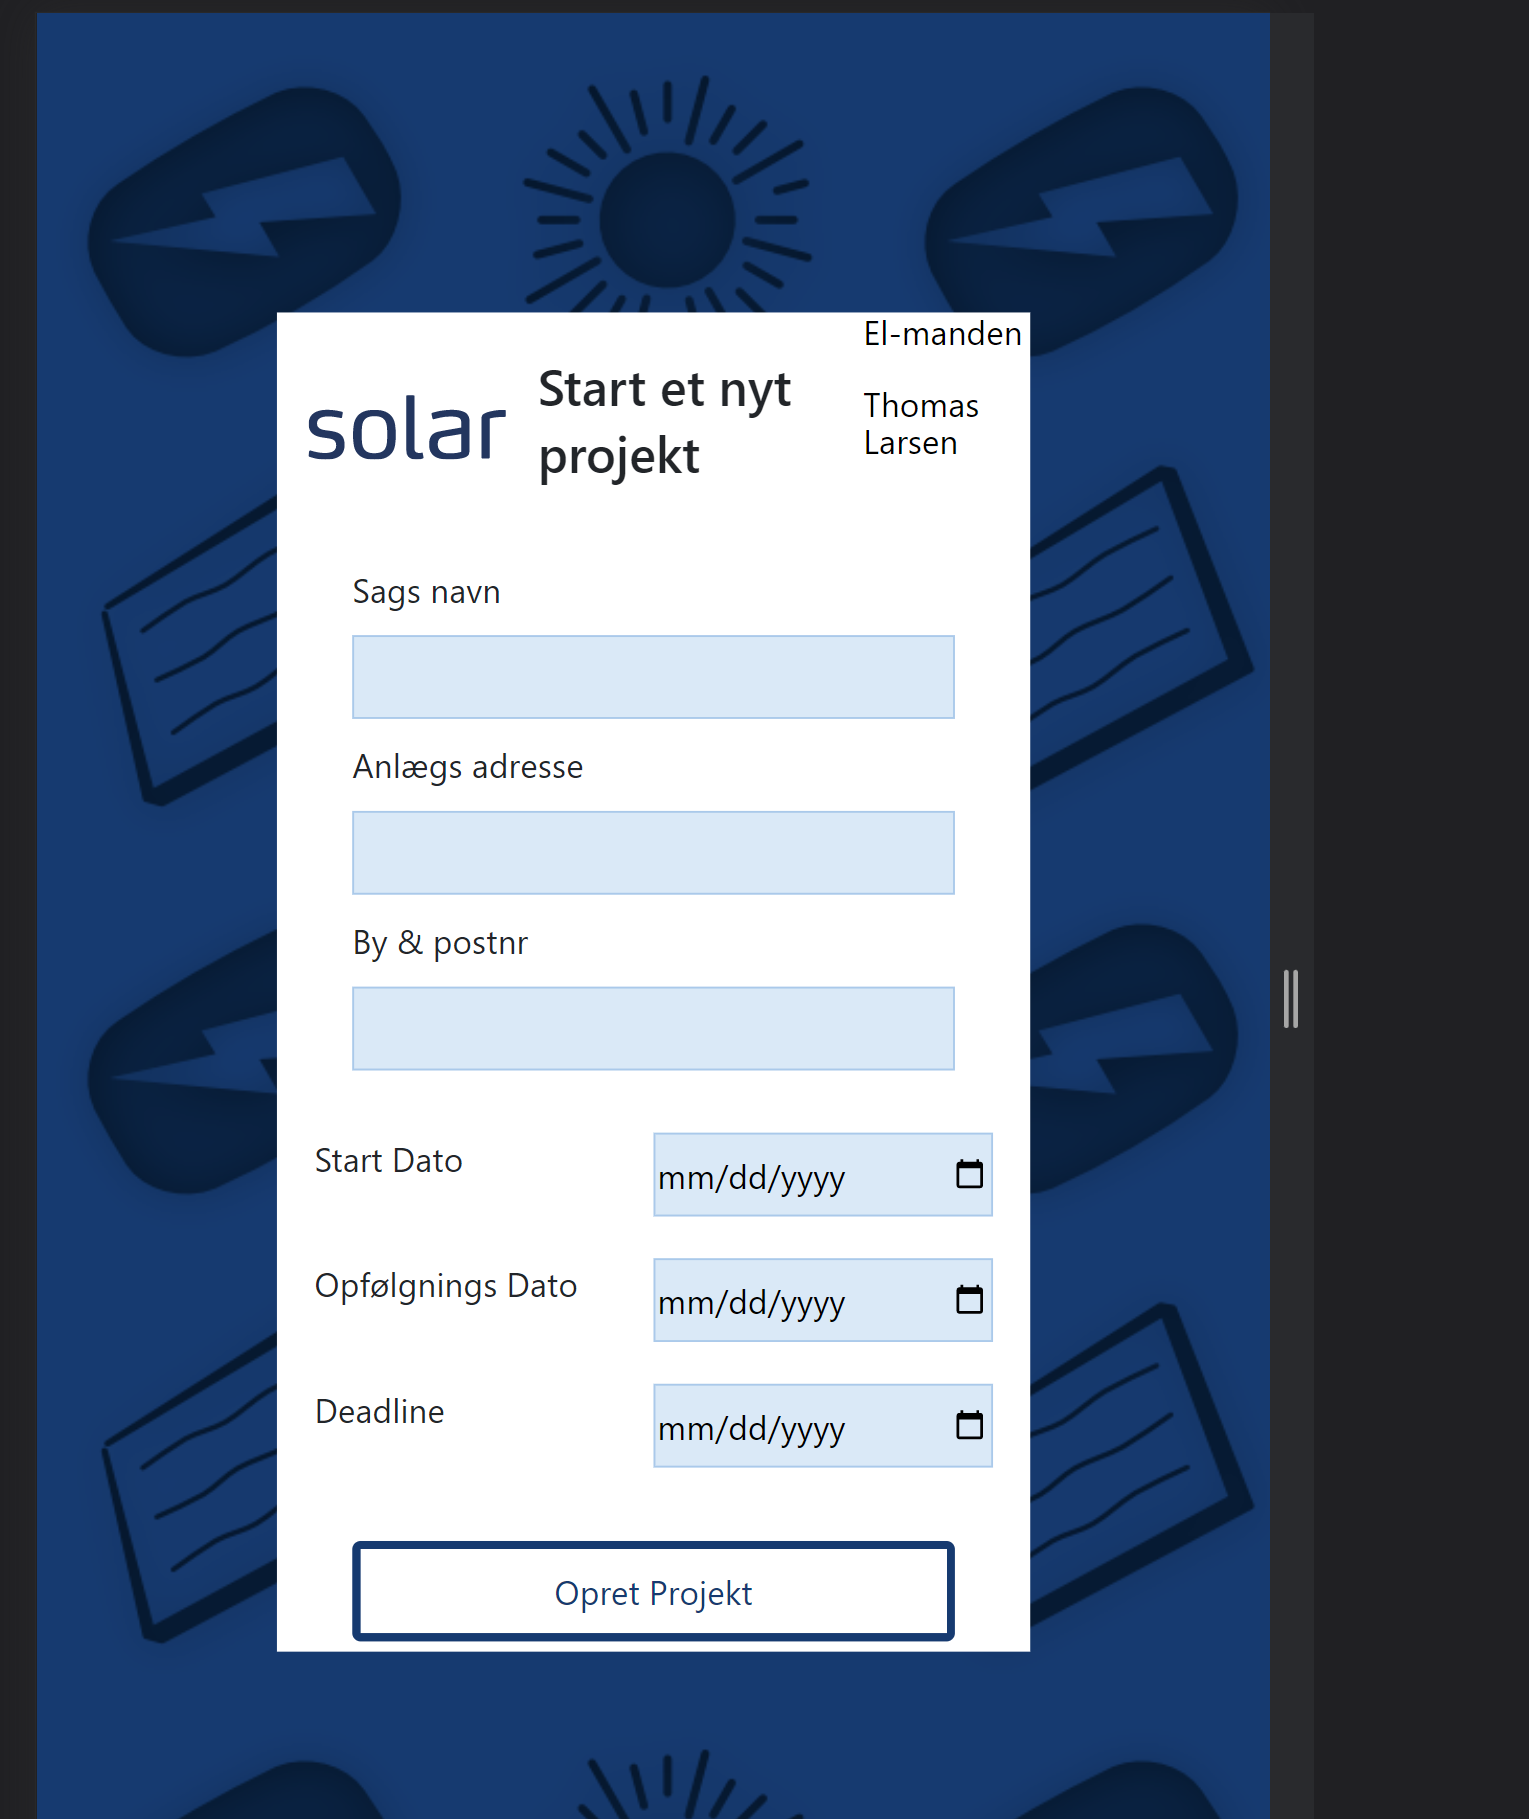 El-manden
solar
Start et nyt
projekt
Thomas
Larsen
Sags navn
Anlægs adresse
By & postnr
Start Dato
mm/dd/yyyy
Opfølgnings Dato
mm/dd/yyyy
Deadline
mm/dd/yyyy
Opret Projekt